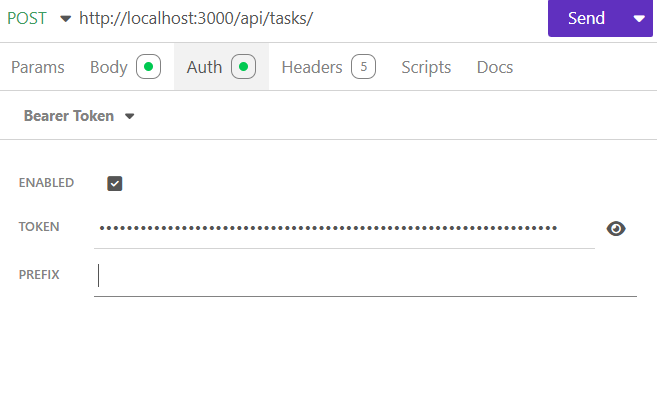 POST http://localhost:3000/api/tasks/ Send
Params Body Auth Headers 5 Scripts Docs
Bearer Token
ENABLED
TOKEN ••••••••••••••••••••••••••••••••••••••••••••••••••••••••••••••••••
PREFIX